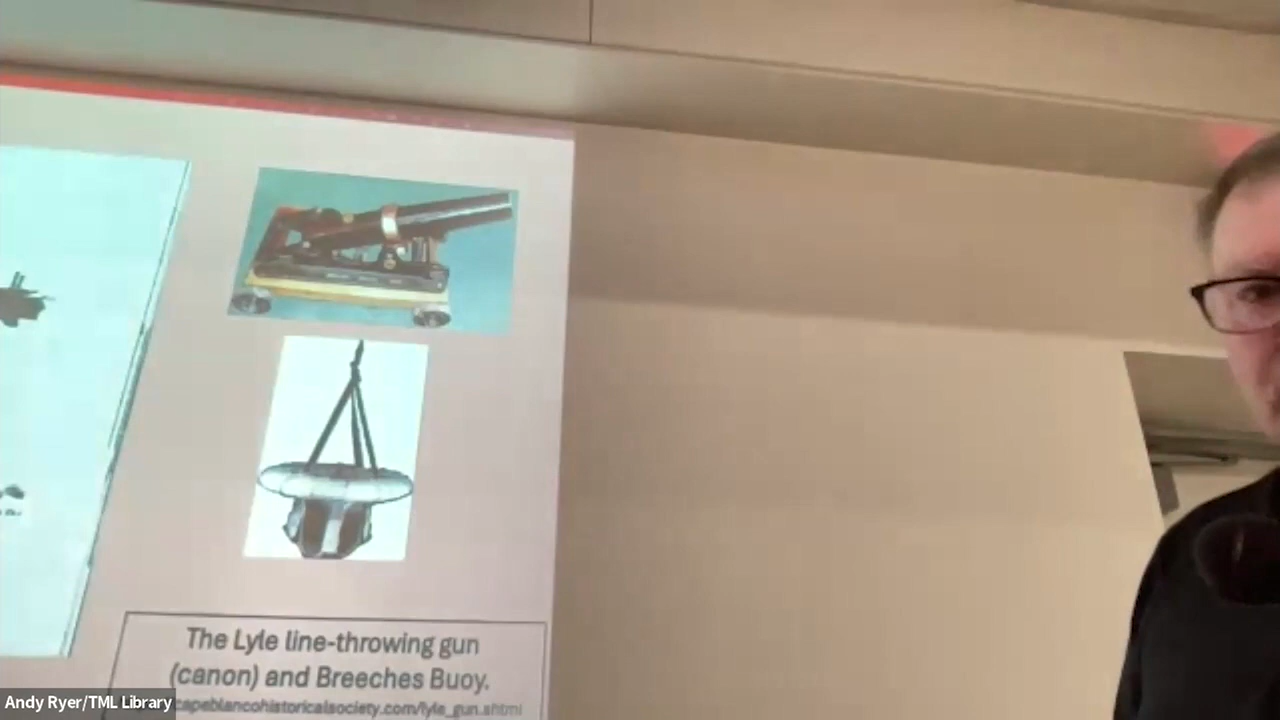 The Lyle line-throwing gun
(canon) and Breeches Buoy.
capeblancohistoricalsociety.com/lyle_gun.shtml
Andy Ryer/TML Library